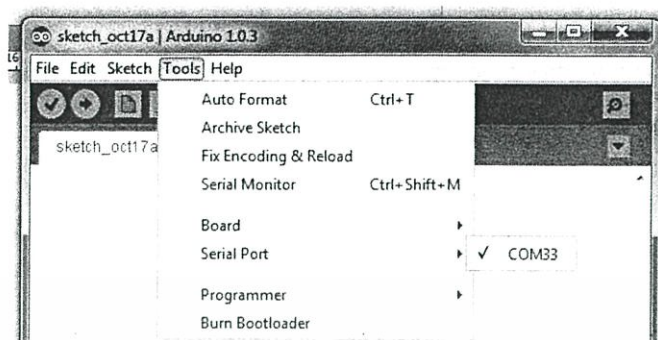 sketch_oct17a | Arduino 1.0.3
File Edit Sketch Tools Help
Auto Format Ctrl+T
Archive Sketch
sketch_oct17a
Fix Encoding & Reload
Serial Monitor Ctrl+Shift+M
Board
Serial Port ✓ COM33
Programmer
Burn Bootloader